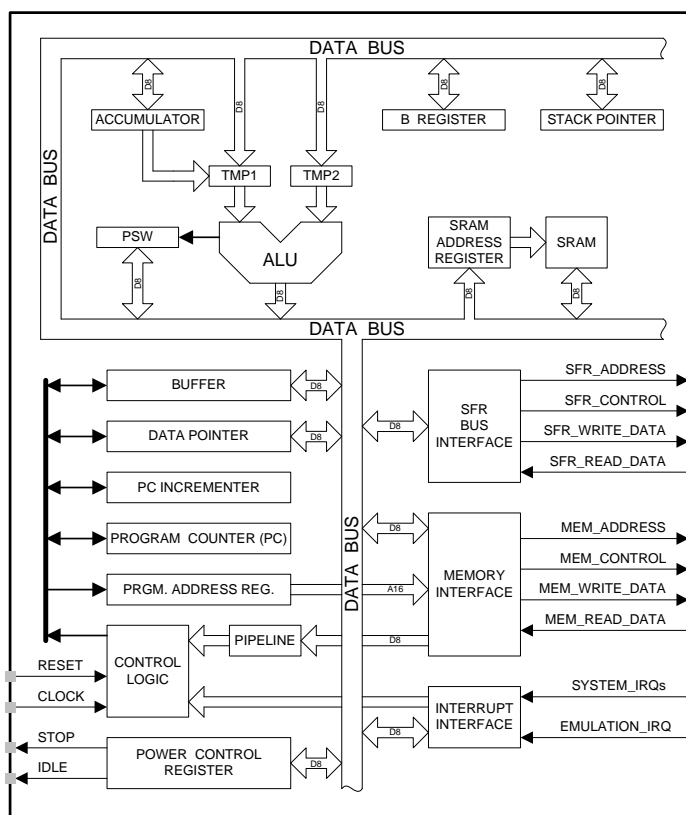 DATA BUS
D8
D8
D8
D8
D8
ACCUMULATOR
B REGISTER
STACK POINTER
DATA BUS
TMP1
TMP2
PSW
ALU
SRAM
ADDRESS
REGISTER
SRAM
D8
D8
D8
D8
DATA BUS
BUFFER
D8
DATA POINTER
D8
PC INCREMENTER
PROGRAM COUNTER (PC)
PRGM. ADDRESS REG.
A16
DATA BUS
D8
SFR
BUS
INTERFACE
SFR_ADDRESS
SFR_CONTROL
SFR_WRITE_DATA
SFR_READ_DATA
D8
MEMORY
INTERFACE
MEM_ADDRESS
MEM_CONTROL
MEM_WRITE_DATA
MEM_READ_DATA
RESET
CLOCK
CONTROL
LOGIC
PIPELINE
D8
INTERRUPT
INTERFACE
SYSTEM_IRQs
EMULATION_IRQ
D8
STOP
IDLE
POWER CONTROL
REGISTER
D8